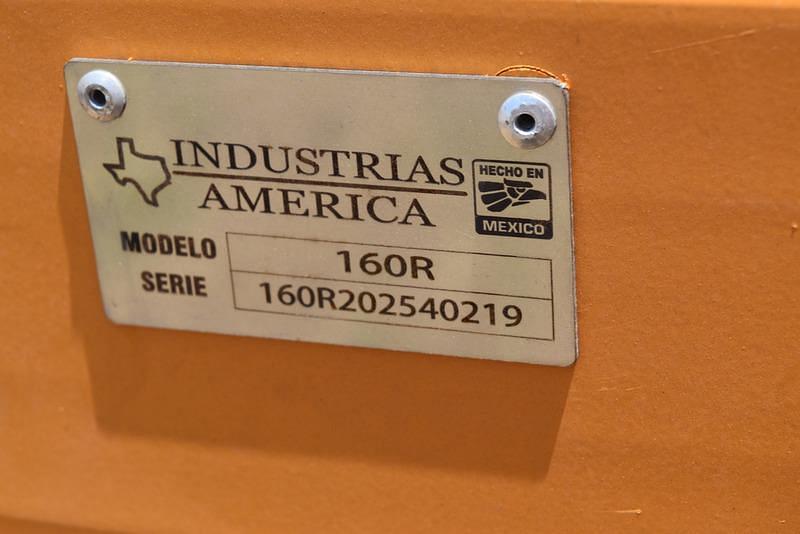 INDUSTRIAS
AMERICA
HECHO EN
MEXICO
MODELO 160R
SERIE 160R202540219